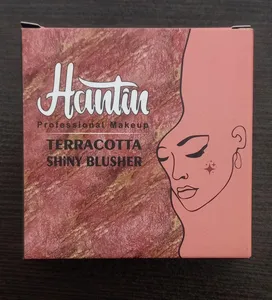 Hantin
Professional Makeup
TERRACOTTA
SHiNY BLUSHER